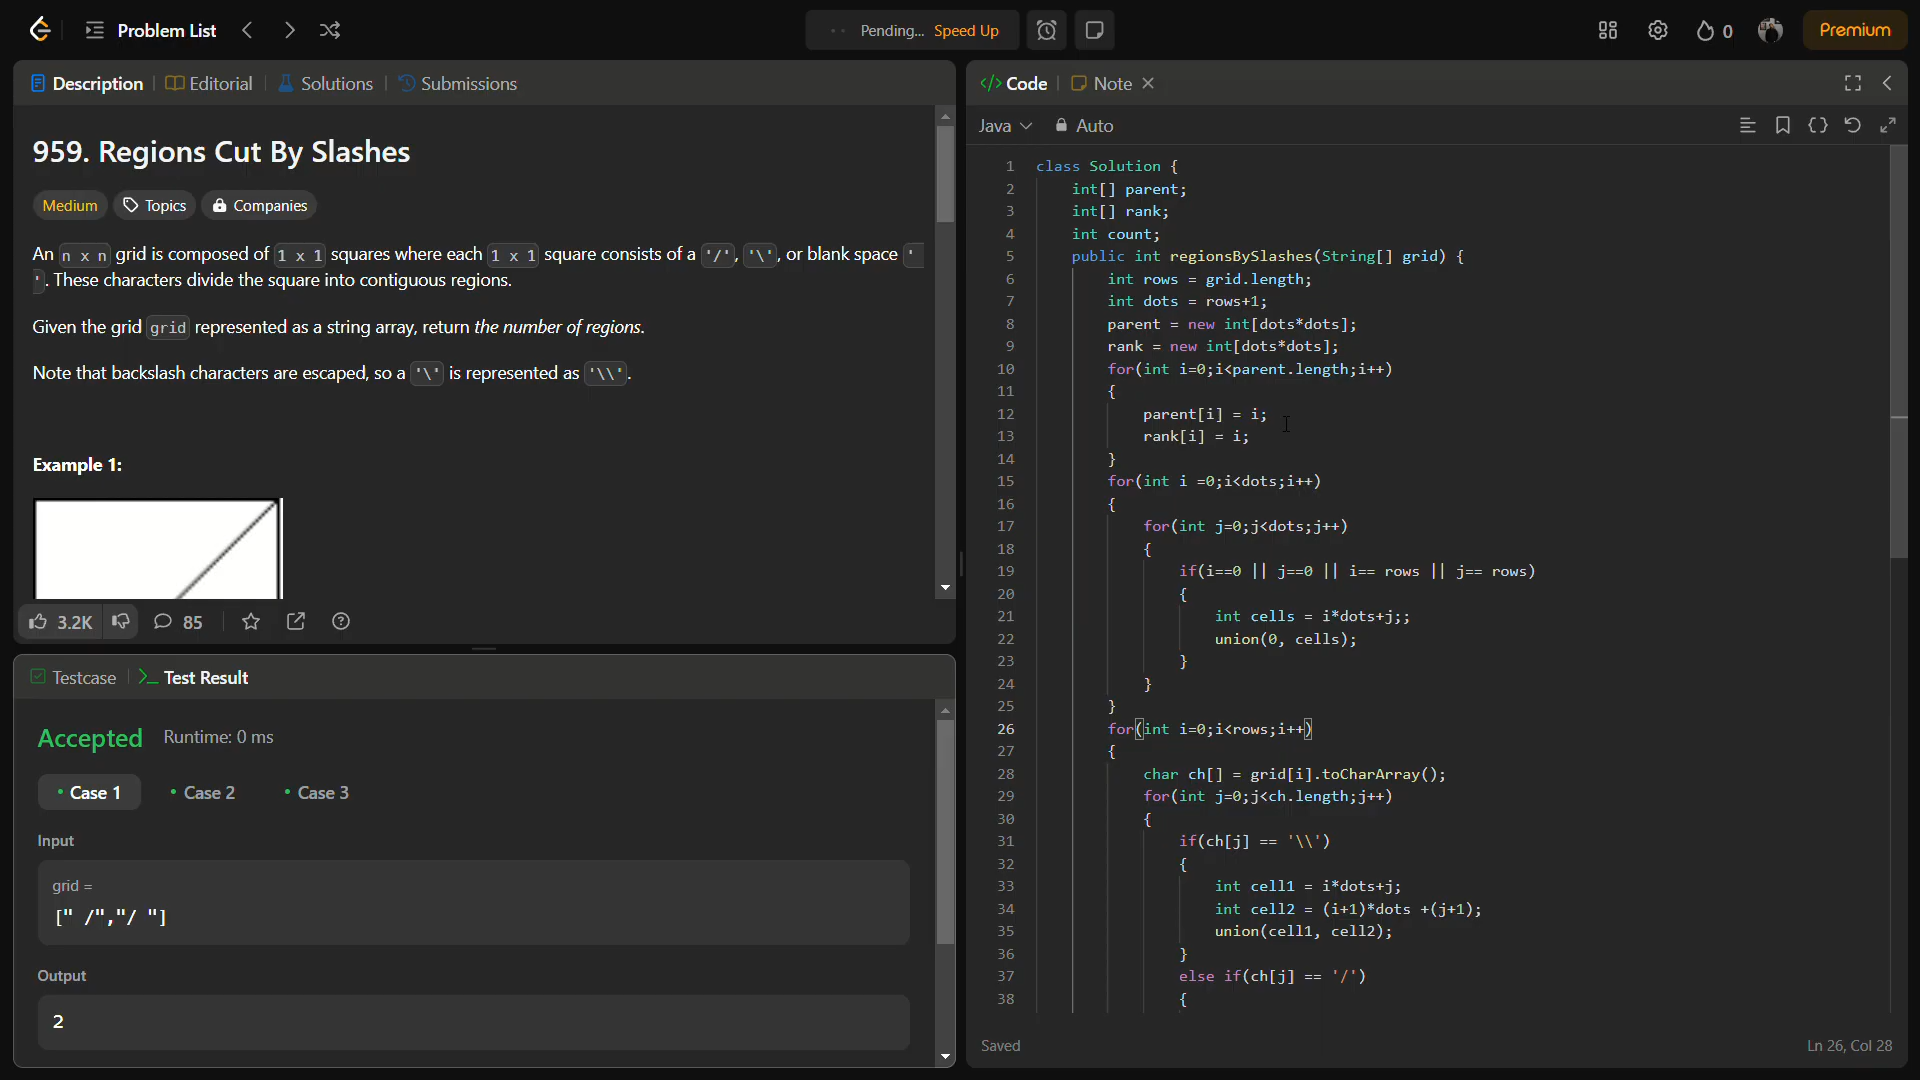 Problem List
Pending... Speed Up
0
Premium
Description
Editorial
Solutions
Submissions
959. Regions Cut By Slashes
Medium
Topics
Companies
An n x n grid is composed of 1 x 1 squares where each 1 x 1 square consists of a '/', '\', or blank space '
'. These characters divide the square into contiguous regions.
Given the grid grid represented as a string array, return the number of regions.
Note that backslash characters are escaped, so a '\' is represented as '\\'.
Example 1:
3.2K
85
Testcase
Test Result
Accepted
Runtime: 0 ms
Case 1
Case 2
Case 3
Input
grid =
[" /","/ "]
Output
2
</> Code
Note
Java
Auto
1 class Solution {
2 int[] parent;
3 int[] rank;
4 int count;
5 public int regionsBySlashes(String[] grid) {
6 int rows = grid.length;
7 int dots = rows+1;
8 parent = new int[dots*dots];
9 rank = new int[dots*dots];
10 for(int i=0;i<parent.length;i++)
11 {
12 parent[i] = i;
13 rank[i] = i;
14 }
15 for(int i =0;i<dots;i++)
16 {
17 for(int j=0;j<dots;j++)
18 {
19 if(i==0 || j==0 || i== rows || j== rows)
20 {
21 int cells = i*dots+j;;
22 union(0, cells);
23 }
24 }
25 }
26 for(int i=0;i<rows;i++)
27 {
28 char ch[] = grid[i].toCharArray();
29 for(int j=0;j<ch.length;j++)
30 {
31 if(ch[j] == '\\')
32 {
33 int cell1 = i*dots+j;
34 int cell2 = (i+1)*dots +(j+1);
35 union(cell1, cell2);
36 }
37 else if(ch[j] == '/')
38 {
Saved
Ln 26, Col 28